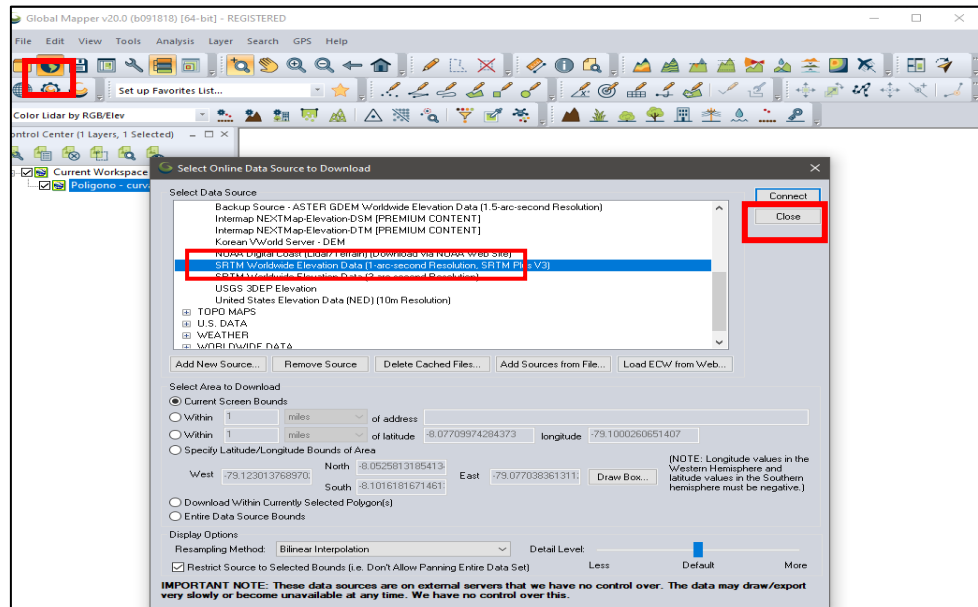 Global Mapper v20.0 (b091818) [64-bit] - REGISTERED
File Edit View Tools Analysis Layer Search GPS Help
Set up Favorites List...
Color Lidar by RGB/Elev
ontrol Center (1 Layers, 1 Selected)
Current Workspace
Poligono - curv
Select Online Data Source to Download
Select Data Source
Connect
Close
Backup Source - ASTER GDEM Worldwide Elevation Data (1.5-arc-second Resolution)
Intermap NEXTMap-Elevation-DSM [PREMIUM CONTENT]
Intermap NEXTMap-Elevation-DTM [PREMIUM CONTENT]
Korean VWorld Server - DEM
NOAA Digital Coast (Lidar/Terrain) (Download via NOAA Web Site)
SRTM Worldwide Elevation Data (1-arc-second Resolution, SRTM Plus V3)
SRTM Worldwide Elevation Data (3-arc-second Resolution)
USGS 3DEP Elevation
United States Elevation Data (NED) (10m Resolution)
TOPO MAPS
U.S. DATA
WEATHER
WORLDWIDE DATA
Add New Source... Remove Source Delete Cached Files... Add Sources from File... Load ECW from Web...
Select Area to Download
Current Screen Bounds
Within 1 miles of address
Within 1 miles of latitude -8.07709974284373 longitude -79.1000260651407
Specify Latitude/Longitude Bounds of Area
North -8.0525813185413
West -79.123013768970 East -79.077038361311 Draw Box...
South -8.1016181671461
(NOTE: Longitude values in the
Western Hemisphere and
latitude values in the Southern
hemisphere must be negative.)
Download Within Currently Selected Polygon(s)
Entire Data Source Bounds
Display Options
Resampling Method: Bilinear Interpolation Detail Level:
Restrict Source to Selected Bounds (i.e. Don't Allow Panning Entire Data Set) Less Default More
IMPORTANT NOTE: These data sources are on external servers that we have no control over. The data may draw/export
very slowly or become unavailable at any time. We have no control over this.